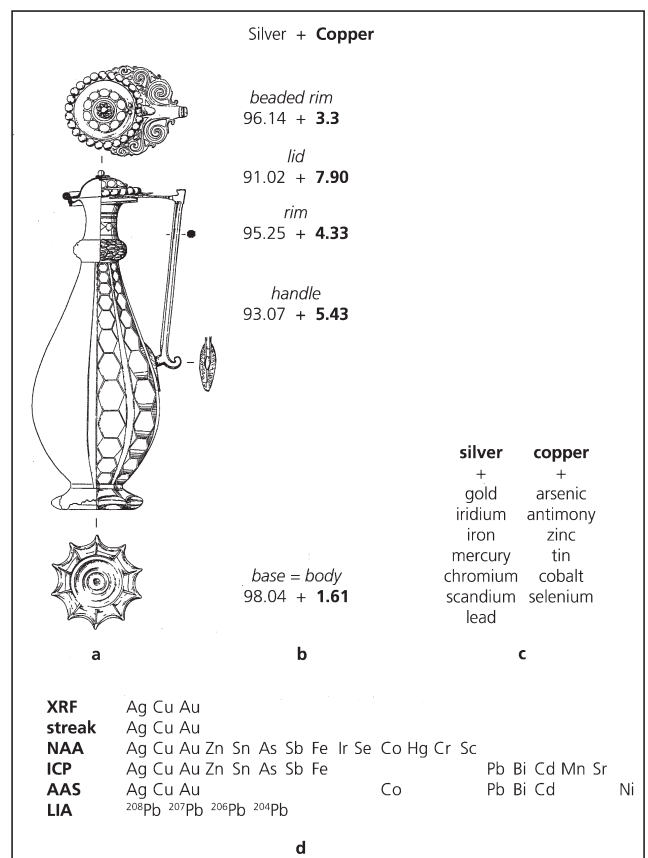 Silver + Copper
beaded rim
96.14 + 3.3
lid
91.02 + 7.90
rim
95.25 + 4.33
handle
93.07 + 5.43
silver copper
+ +
gold arsenic
iridium antimony
iron zinc
mercury tin
chromium cobalt
scandium selenium
lead
base = body
98.04 + 1.61
a b c
XRF Ag Cu Au
streak Ag Cu Au
NAA Ag Cu Au Zn Sn As Sb Fe Ir Se Co Hg Cr Sc
ICP Ag Cu Au Zn Sn As Sb Fe Pb Bi Cd Mn Sr
AAS Ag Cu Au Co Pb Bi Cd Ni
LIA ²⁰⁸Pb ²⁰⁷Pb ²⁰⁶Pb ²⁰⁴Pb
d